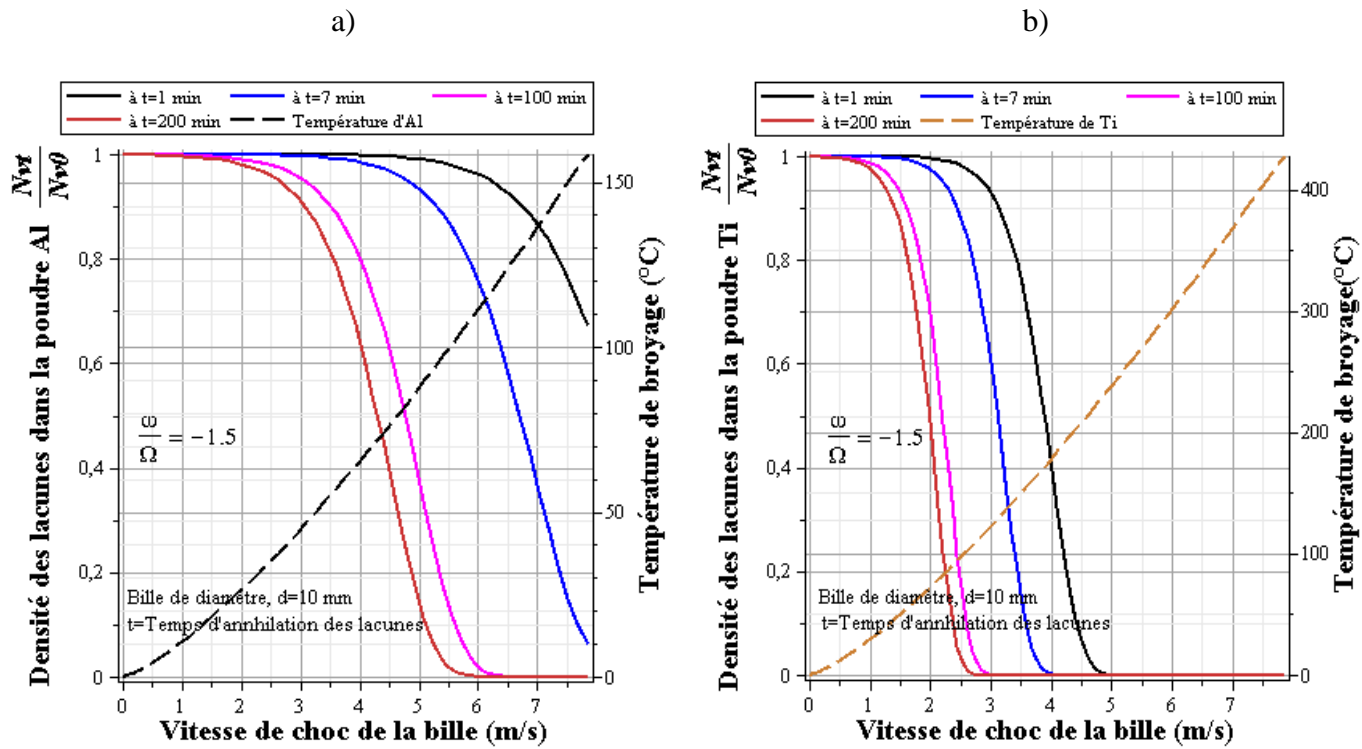 a)
à t=1 min à t=7 min à t=100 min
à t=200 min Température d'Al
Densité des lacunes dans la poudre Al
Nvt
Nv0
1
0,8
0,6
0,4
0,2
0
150
100
50
0
Température de broyage (°C)
ω
Ω
= −1.5
Bille de diamétre, d=10 mm
t=Temps d'annhilation des lacunes
0 1 2 3 4 5 6 7
Vitesse de choc de la bille (m/s)
b)
à t=1 min à t=7 min à t=100 min
à t=200 min Température de Ti
Densité des lacunes dans la poudre Ti
Nvt
Nv0
1
0,8
0,6
0,4
0,2
0
400
300
200
100
0
Température de broyage(°C)
ω
Ω
= −1.5
Bille de diamétre, d=10 mm
t=Temps d'annhilation des lacunes
0 1 2 3 4 5 6 7
Vitesse de choc de la bille (m/s)